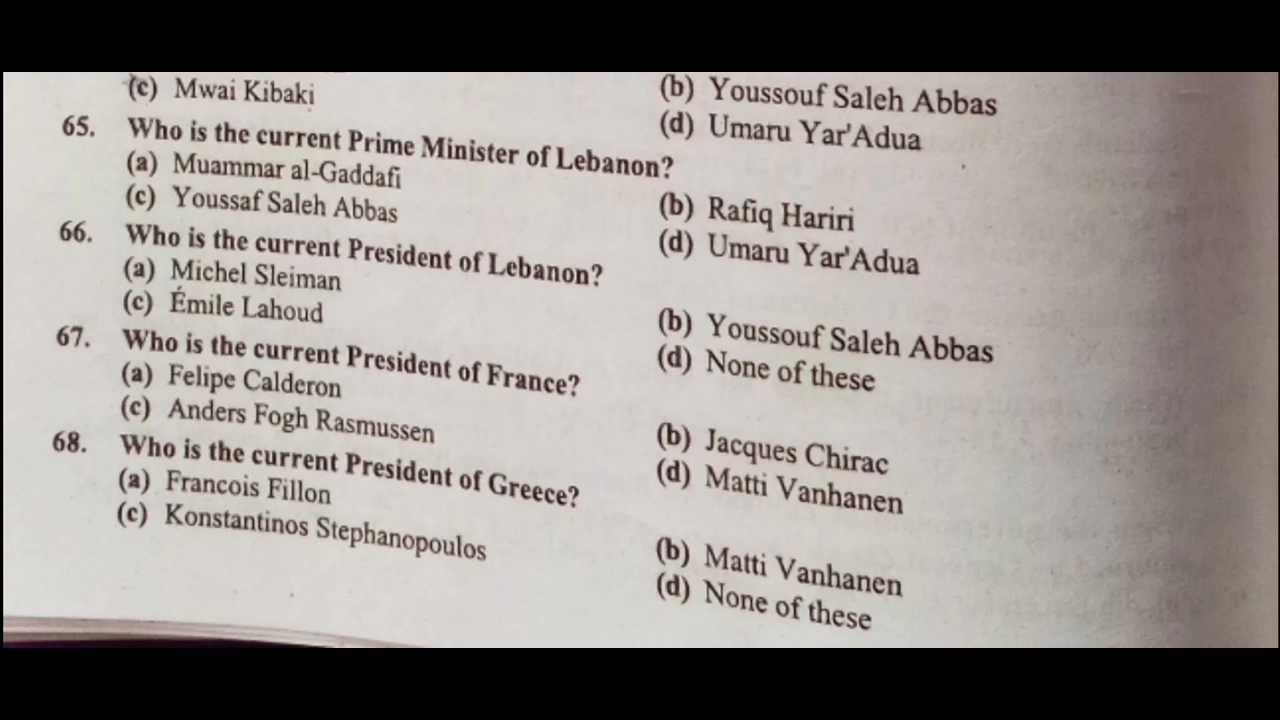 (c) Mwai Kibaki
(b) Youssouf Saleh Abbas
(d) Umaru Yar'Adua
65. Who is the current Prime Minister of Lebanon?
(a) Muammar al-Gaddafi
(b) Rafiq Hariri
(c) Youssaf Saleh Abbas
(d) Umaru Yar'Adua
66. Who is the current President of Lebanon?
(a) Michel Sleiman
(b) Youssouf Saleh Abbas
(c) Émile Lahoud
(d) None of these
67. Who is the current President of France?
(a) Felipe Calderon
(b) Jacques Chirac
(c) Anders Fogh Rasmussen
(d) Matti Vanhanen
68. Who is the current President of Greece?
(a) Francois Fillon
(b) Matti Vanhanen
(c) Konstantinos Stephanopoulos
(d) None of these